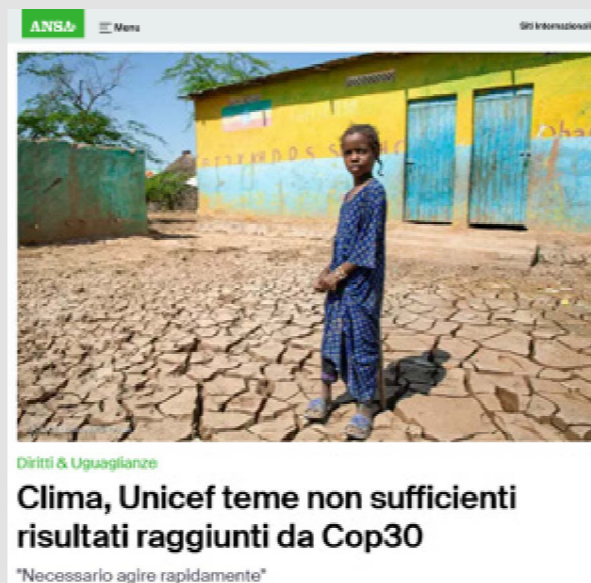 ANSA
Menu
Siti Internazionali
Diritti & Uguaglianze
Clima, Unicef teme non sufficienti
risultati raggiunti da Cop30
"Necessario agire rapidamente"